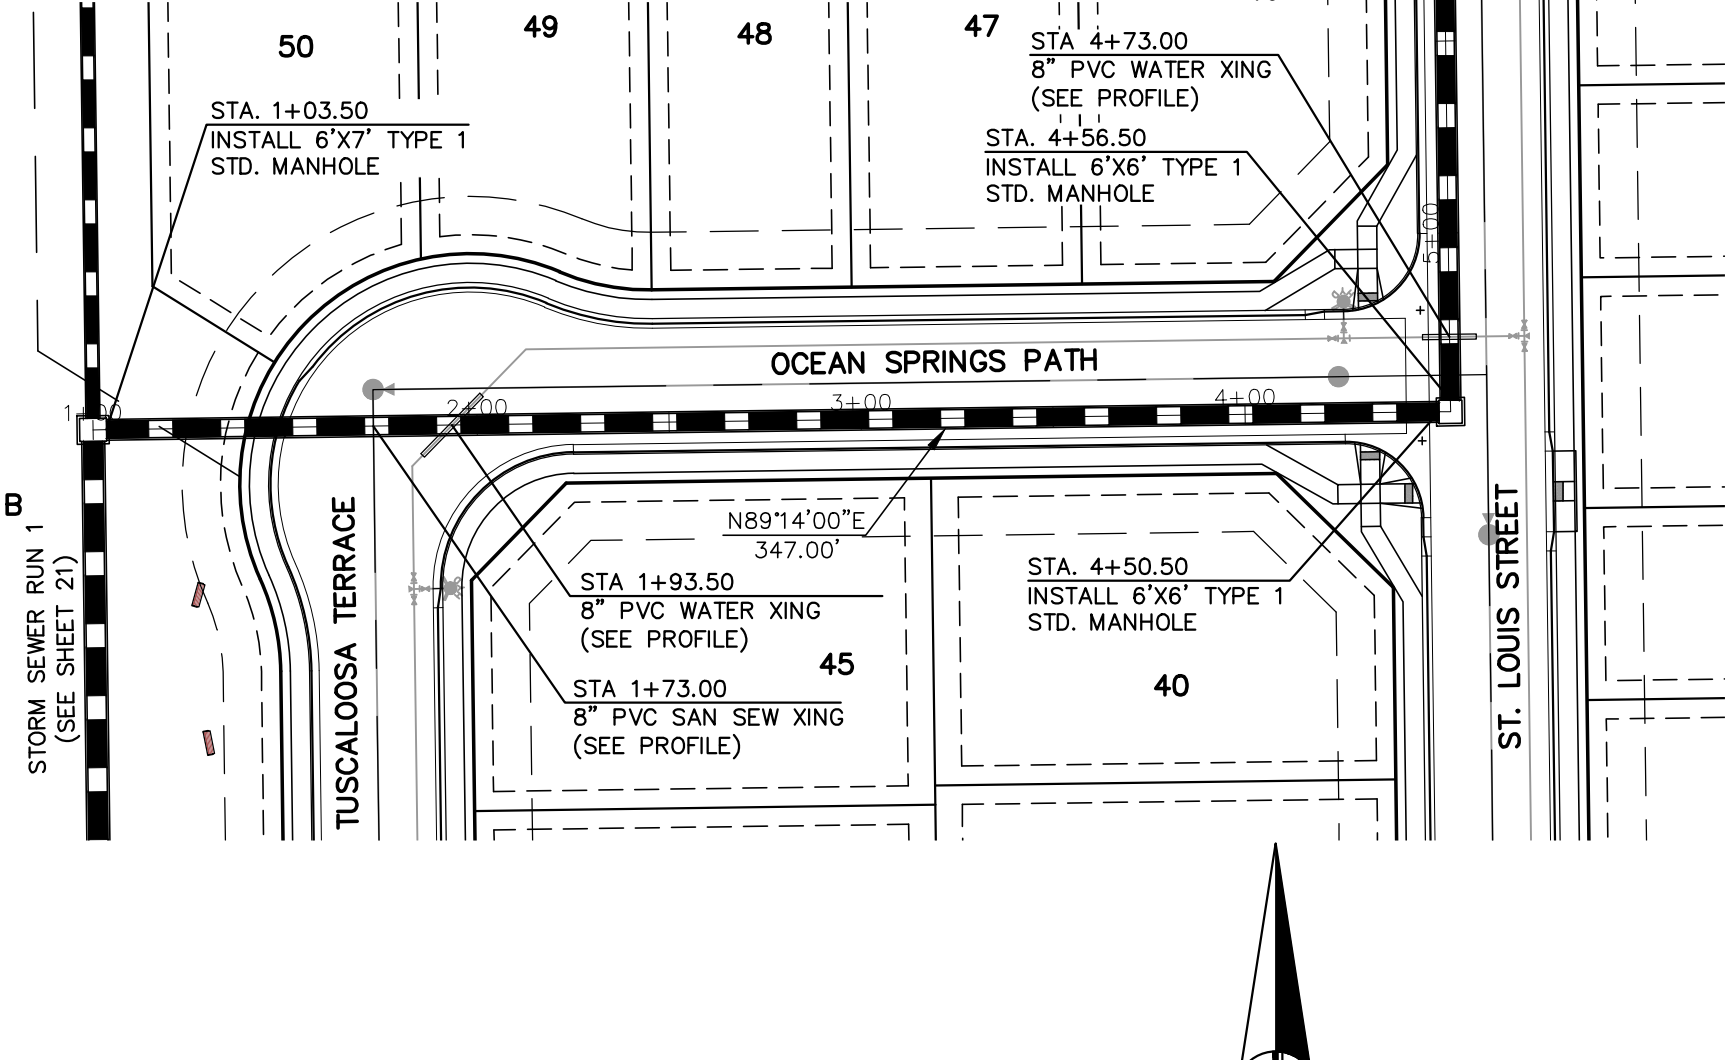 50
49
48
47
STA 4+73.00
8" PVC WATER XING
(SEE PROFILE)
STA. 1+03.50
INSTALL 6'X7' TYPE 1
STD. MANHOLE
STA. 4+56.50
INSTALL 6'X6' TYPE 1
STD. MANHOLE
5+00
OCEAN SPRINGS PATH
1+00
2+00
3+00
4+00
B
STORM SEWER RUN 1
(SEE SHEET 21)
TUSCALOOSA TERRACE
N89°14'00"E
347.00'
STA 1+93.50
8" PVC WATER XING
(SEE PROFILE)
45
STA 1+73.00
8" PVC SAN SEW XING
(SEE PROFILE)
STA. 4+50.50
INSTALL 6'X6' TYPE 1
STD. MANHOLE
40
ST. LOUIS STREET